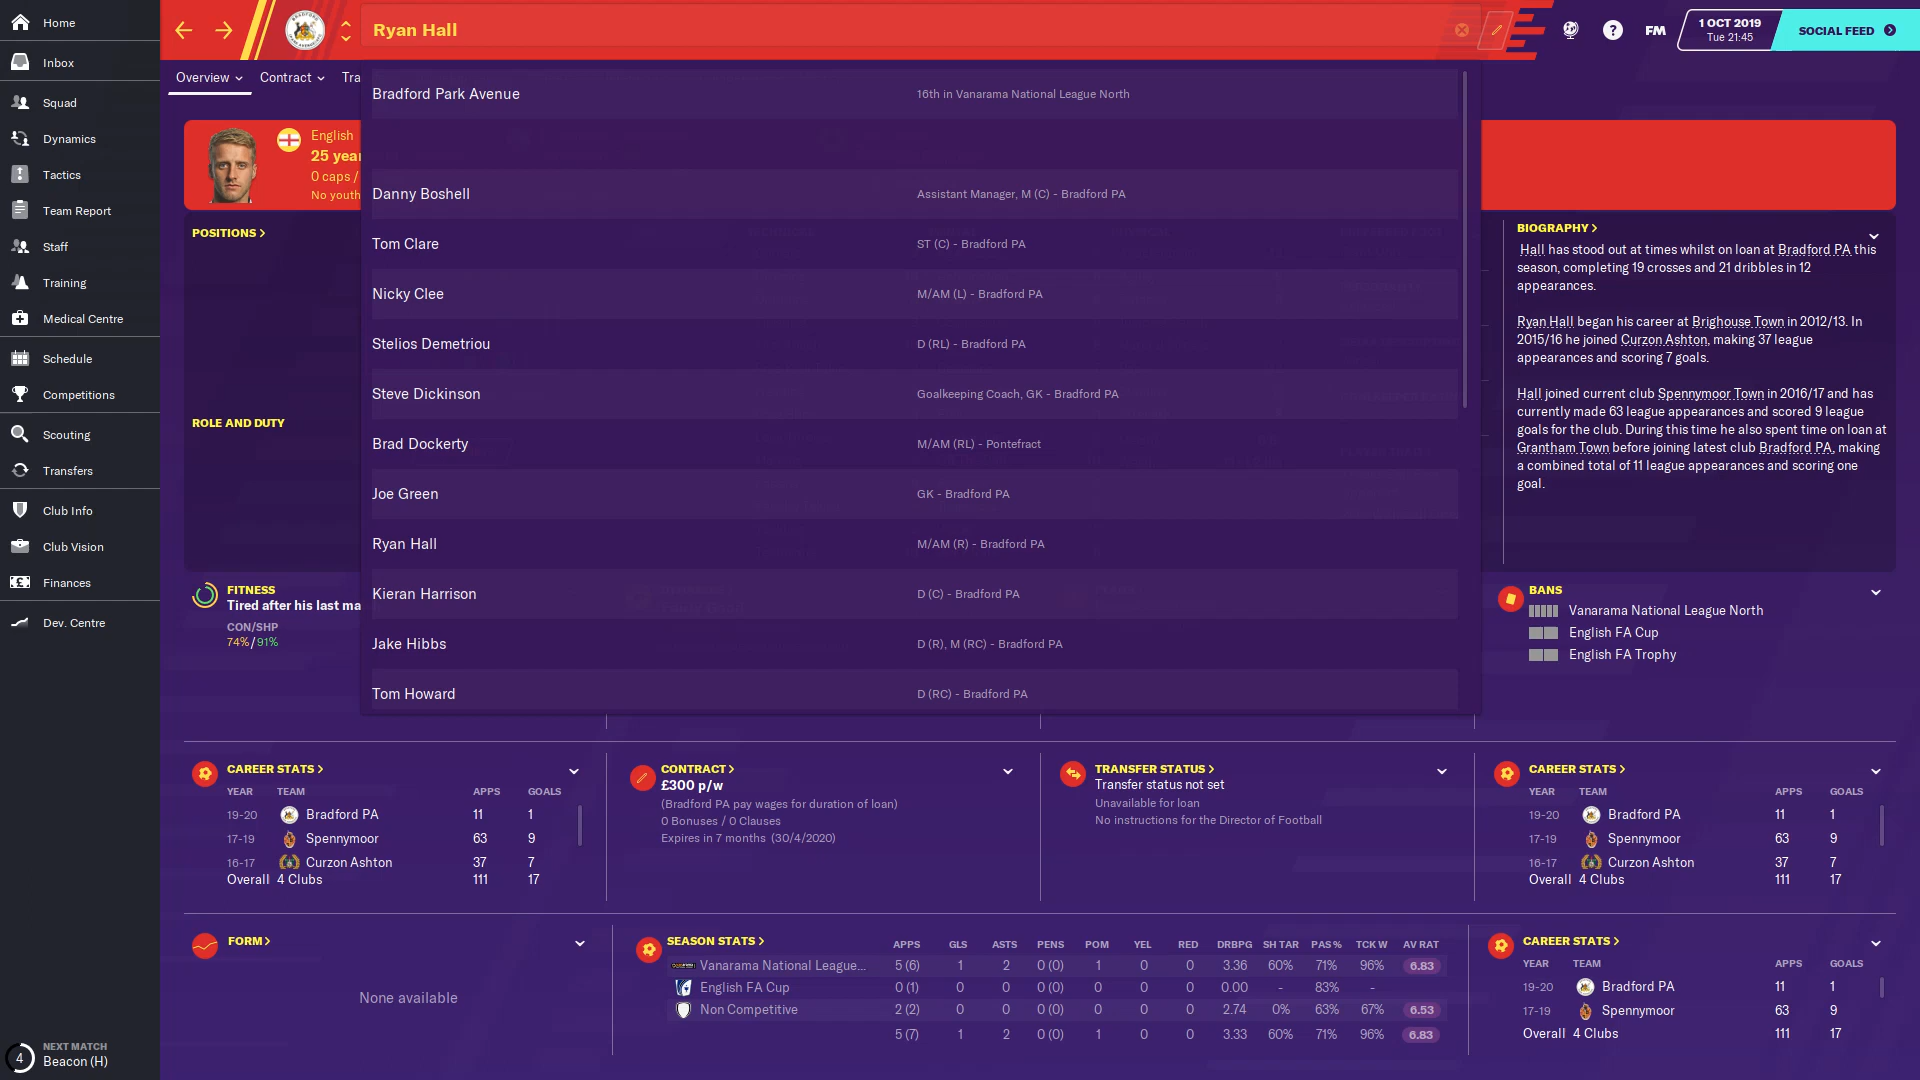 Home
Inbox
Squad
Dynamics
Tactics
Team Report
Staff
Training
Medical Centre
Schedule
Competitions
Scouting
Transfers
Club Info
Club Vision
Finances
Dev. Centre
4
NEXT MATCH
Beacon (H)
Ryan Hall
FM
1 OCT 2019
Tue 21:45
SOCIAL FEED
Overview
Contract
Tra
English
25 year
0 caps /
No youth
POSITIONS >
ROLE AND DUTY
FITNESS
Tired after his last ma
CON/SHP
74% / 91%
Bradford Park Avenue 16th in Vanarama National League North
Danny Boshell Assistant Manager, M (C) - Bradford PA
Tom Clare ST (C) - Bradford PA
Nicky Clee M/AM (L) - Bradford PA
Stelios Demetriou D (RL) - Bradford PA
Steve Dickinson Goalkeeping Coach, GK - Bradford PA
Brad Dockerty M/AM (RL) - Pontefract
Joe Green GK - Bradford PA
Ryan Hall M/AM (R) - Bradford PA
Kieran Harrison D (C) - Bradford PA
Jake Hibbs D (R), M (RC) - Bradford PA
Tom Howard D (RC) - Bradford PA
BIOGRAPHY >
Hall has stood out at times whilst on loan at Bradford PA this
season, completing 19 crosses and 21 dribbles in 12
appearances.
Ryan Hall began his career at Brighouse Town in 2012/13. In
2015/16 he joined Curzon Ashton, making 37 league
appearances and scoring 7 goals.
Hall joined current club Spennymoor Town in 2016/17 and has
currently made 63 league appearances and scored 9 league
goals for the club. During this time he also spent time on loan at
Grantham Town before joining latest club Bradford PA, making
a combined total of 11 league appearances and scoring one
goal.
BANS
Vanarama National League North
English FA Cup
English FA Trophy
CAREER STATS >
YEAR TEAM APPS GOALS
19-20 Bradford PA 11 1
17-19 Spennymoor 63 9
16-17 Curzon Ashton 37 7
Overall 4 Clubs 111 17
CONTRACT >
£300 p/w
(Bradford PA pay wages for duration of loan)
0 Bonuses / 0 Clauses
Expires in 7 months (30/4/2020)
TRANSFER STATUS >
Transfer status not set
Unavailable for loan
No instructions for the Director of Football
CAREER STATS >
YEAR TEAM APPS GOALS
19-20 Bradford PA 11 1
17-19 Spennymoor 63 9
16-17 Curzon Ashton 37 7
Overall 4 Clubs 111 17
FORM >
None available
SEASON STATS > APPS GLS ASTS PENS POM YEL RED DRBPG SH TAR PAS % TCK W AV RAT
Vanarama National League... 5 (6) 1 2 0 (0) 1 0 0 3.36 60% 71% 96% 6.83
English FA Cup 0 (1) 0 0 0 (0) 0 0 0 0.00 - 83% -
Non Competitive 2 (2) 0 0 0 (0) 0 0 0 2.74 0% 63% 67% 6.53
5 (7) 1 2 0 (0) 1 0 0 3.33 60% 71% 96% 6.83
CAREER STATS >
YEAR TEAM APPS GOALS
19-20 Bradford PA 11 1
17-19 Spennymoor 63 9
Overall 4 Clubs 111 17